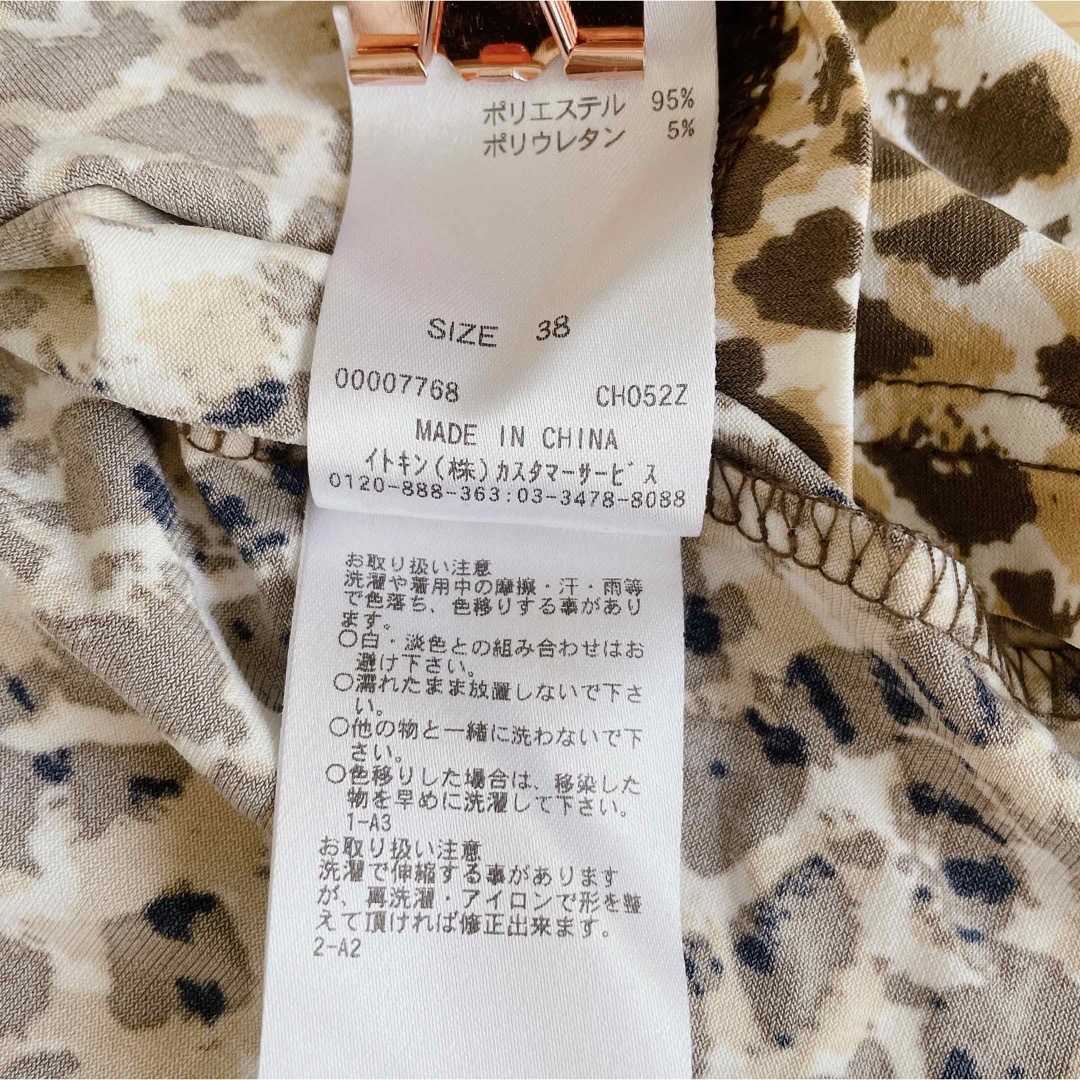 ポリエステル 95%
ポリウレタン 5%
SIZE 38
00007768 CH052Z
MADE IN CHINA
イトキン(株)カスタマーサービス
0120-888-363:03-3478-8088
お取り扱い注意
洗濯や着用中の摩擦・汗・雨等
で色落ち、色移りする事があり
ます。
○白・淡色との組み合わせはお
避け下さい。
○濡れたまま放置しないで下さ
い。
○他の物と一緒に洗わないで下
さい。
○色移りした場合は、移染した
物を早めに洗濯して下さい。
1-A3
お取り扱い注意
洗濯で伸縮する事があります
が、再洗濯・アイロンで形を整
えて頂ければ修正出来ます。
2-A2